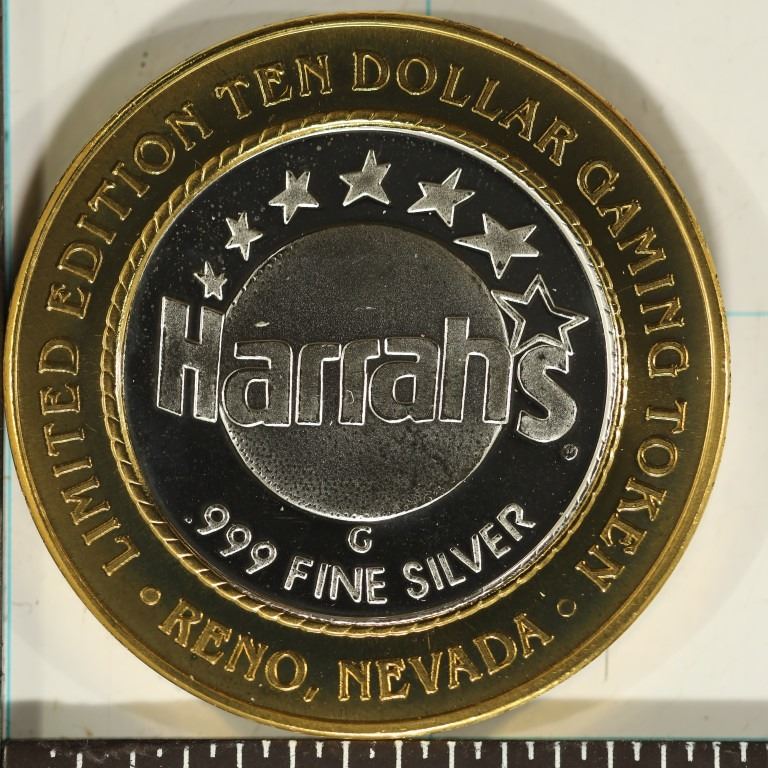 LIMITED EDITION TEN DOLLAR GAMING TOKEN
Harrah's
G
.999 FINE SILVER
• RENO, NEVADA •